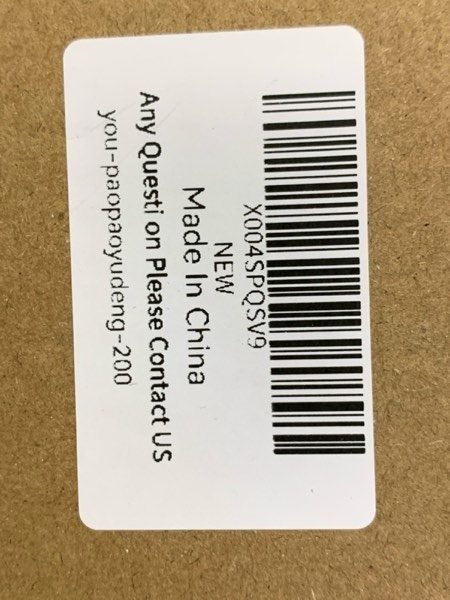 X004SPQSV9
NEW
Made In China
Any Questi on Please Contact US
you-paopaoyudeng-200